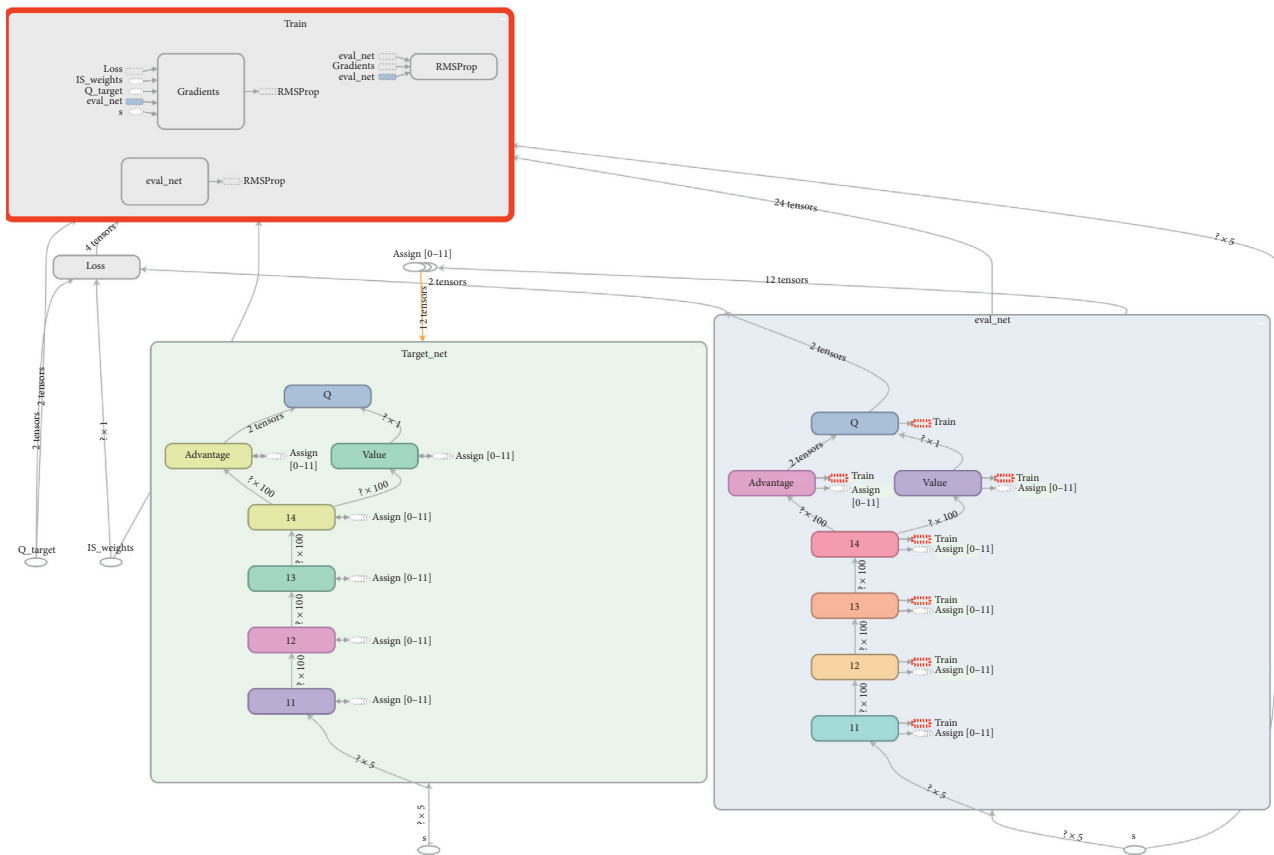 Train
Loss
IS_weights
Q_target
eval_net
s
Gradients
RMSProp
eval_net
Gradients
eval_net
RMSProp
eval_net
RMSProp
4 tensors
Loss
24 tensors
? × 5
Assign [0–11]
12 tensors
2 tensors
12 tensors
2 tensors
2 tensors
? × 1
Q_target
IS_weights
Target_net
Q
2 tensors
? × 1
Advantage
Assign
[0–11]
Value
Assign [0–11]
? × 100
? × 100
14
Assign [0–11]
? × 100
13
Assign [0–11]
? × 100
12
Assign [0–11]
? × 100
11
Assign [0–11]
? × 5
? × 5
s
eval_net
2 tensors
Q
Train
2 tensors
? × 1
Advantage
Train
Assign
[0–11]
Value
Train
Assign [0–11]
? × 100
? × 100
14
Train
Assign [0–11]
? × 100
13
Train
Assign [0–11]
? × 100
12
Train
Assign [0–11]
? × 100
11
Train
Assign [0–11]
? × 5
? × 5
s